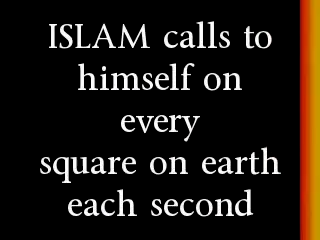 ISLAM calls to
himself on
every
square on earth
each second